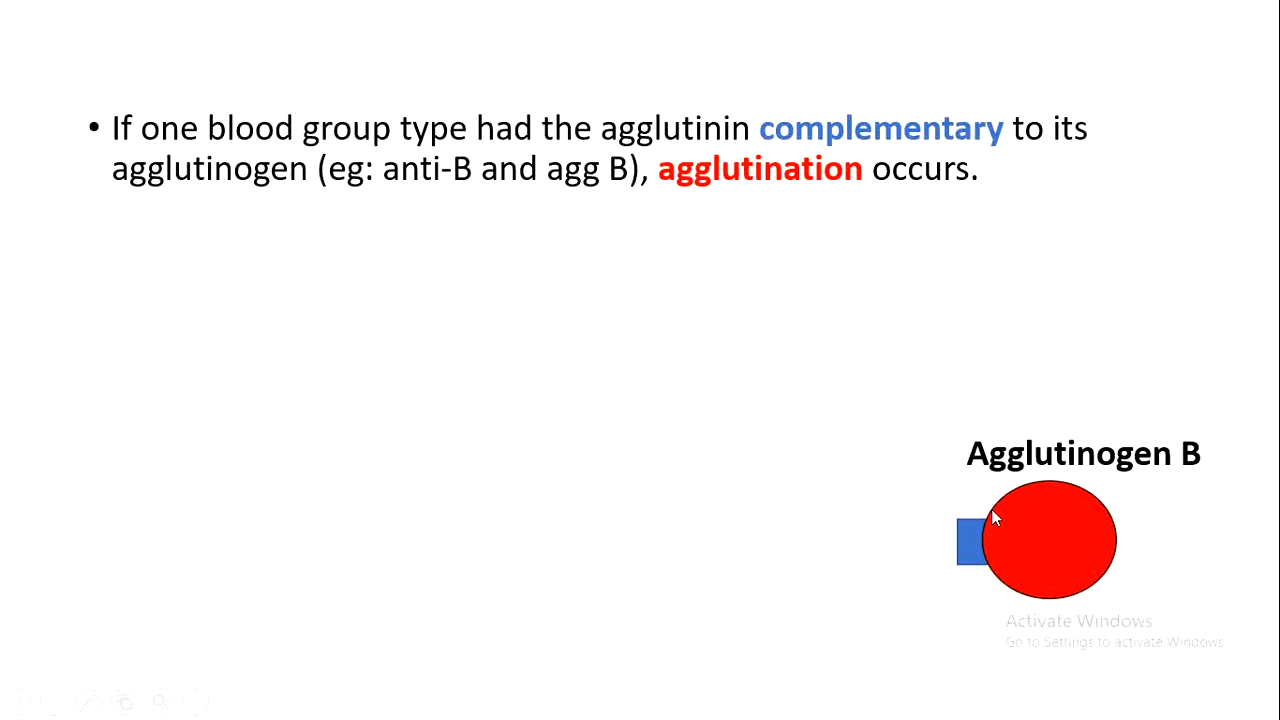 • If one blood group type had the agglutinin complementary to its
agglutinogen (eg: anti-B and agg B), agglutination occurs.
Agglutinogen B
Activate Windows
Go to Settings to activate Windows